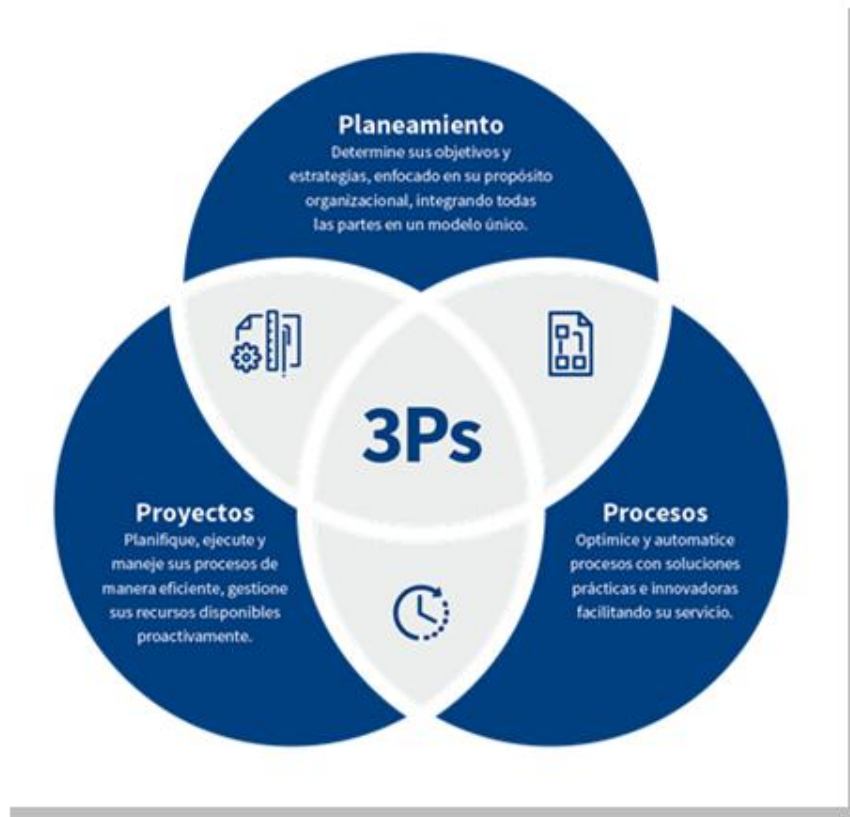 Planeamiento
Determine sus objetivos y
estrategias, enfocado en su propósito
organizacional, integrando todas
las partes en un modelo único.
3Ps
Proyectos
Planifique, ejecute y
maneje sus procesos de
manera eficiente, gestione
sus recursos disponibles
proactivamente.
Procesos
Optimice y automatice
procesos con soluciones
prácticas e innovadoras
facilitando su servicio.